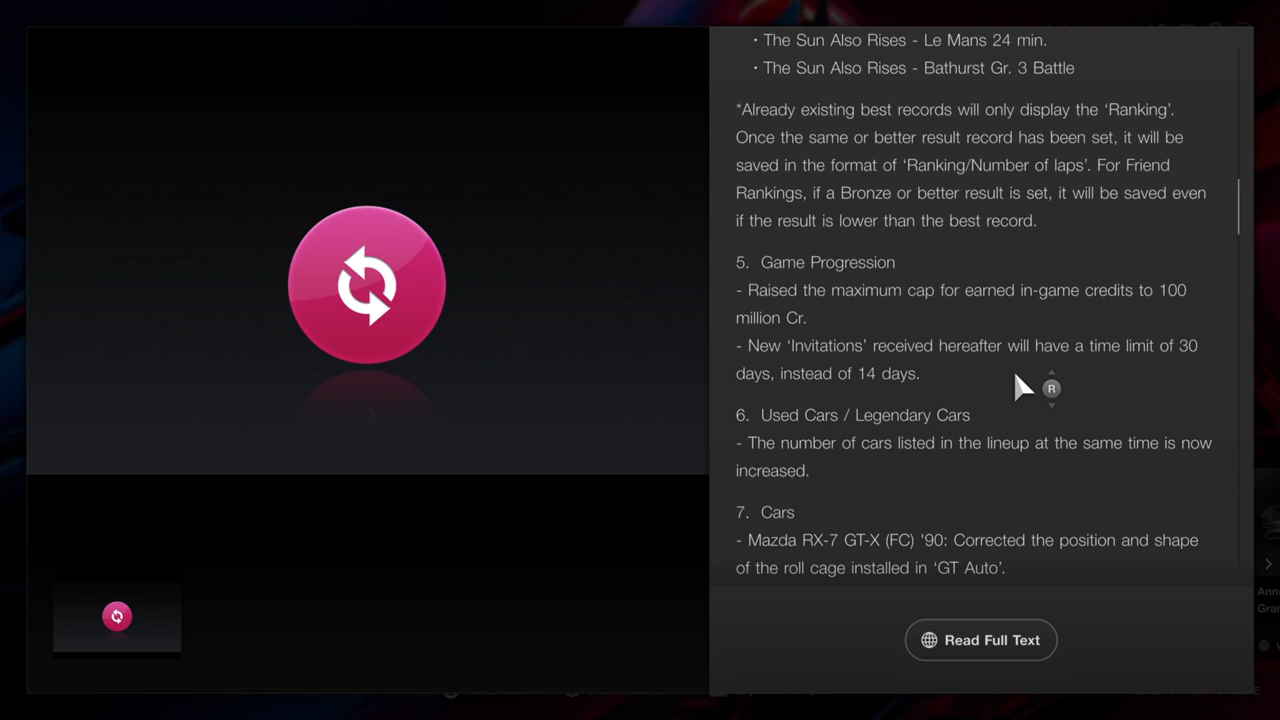 · The Sun Also Rises - Le Mans 24 min.
· The Sun Also Rises - Bathurst Gr. 3 Battle
*Already existing best records will only display the ‘Ranking’.
Once the same or better result record has been set, it will be
saved in the format of ‘Ranking/Number of laps’. For Friend
Rankings, if a Bronze or better result is set, it will be saved even
if the result is lower than the best record.
5. Game Progression
- Raised the maximum cap for earned in-game credits to 100
million Cr.
- New ‘Invitations’ received hereafter will have a time limit of 30
days, instead of 14 days.
R
6. Used Cars / Legendary Cars
- The number of cars listed in the lineup at the same time is now
increased.
7. Cars
- Mazda RX-7 GT-X (FC) '90: Corrected the position and shape
of the roll cage installed in ‘GT Auto’.
Read Full Text